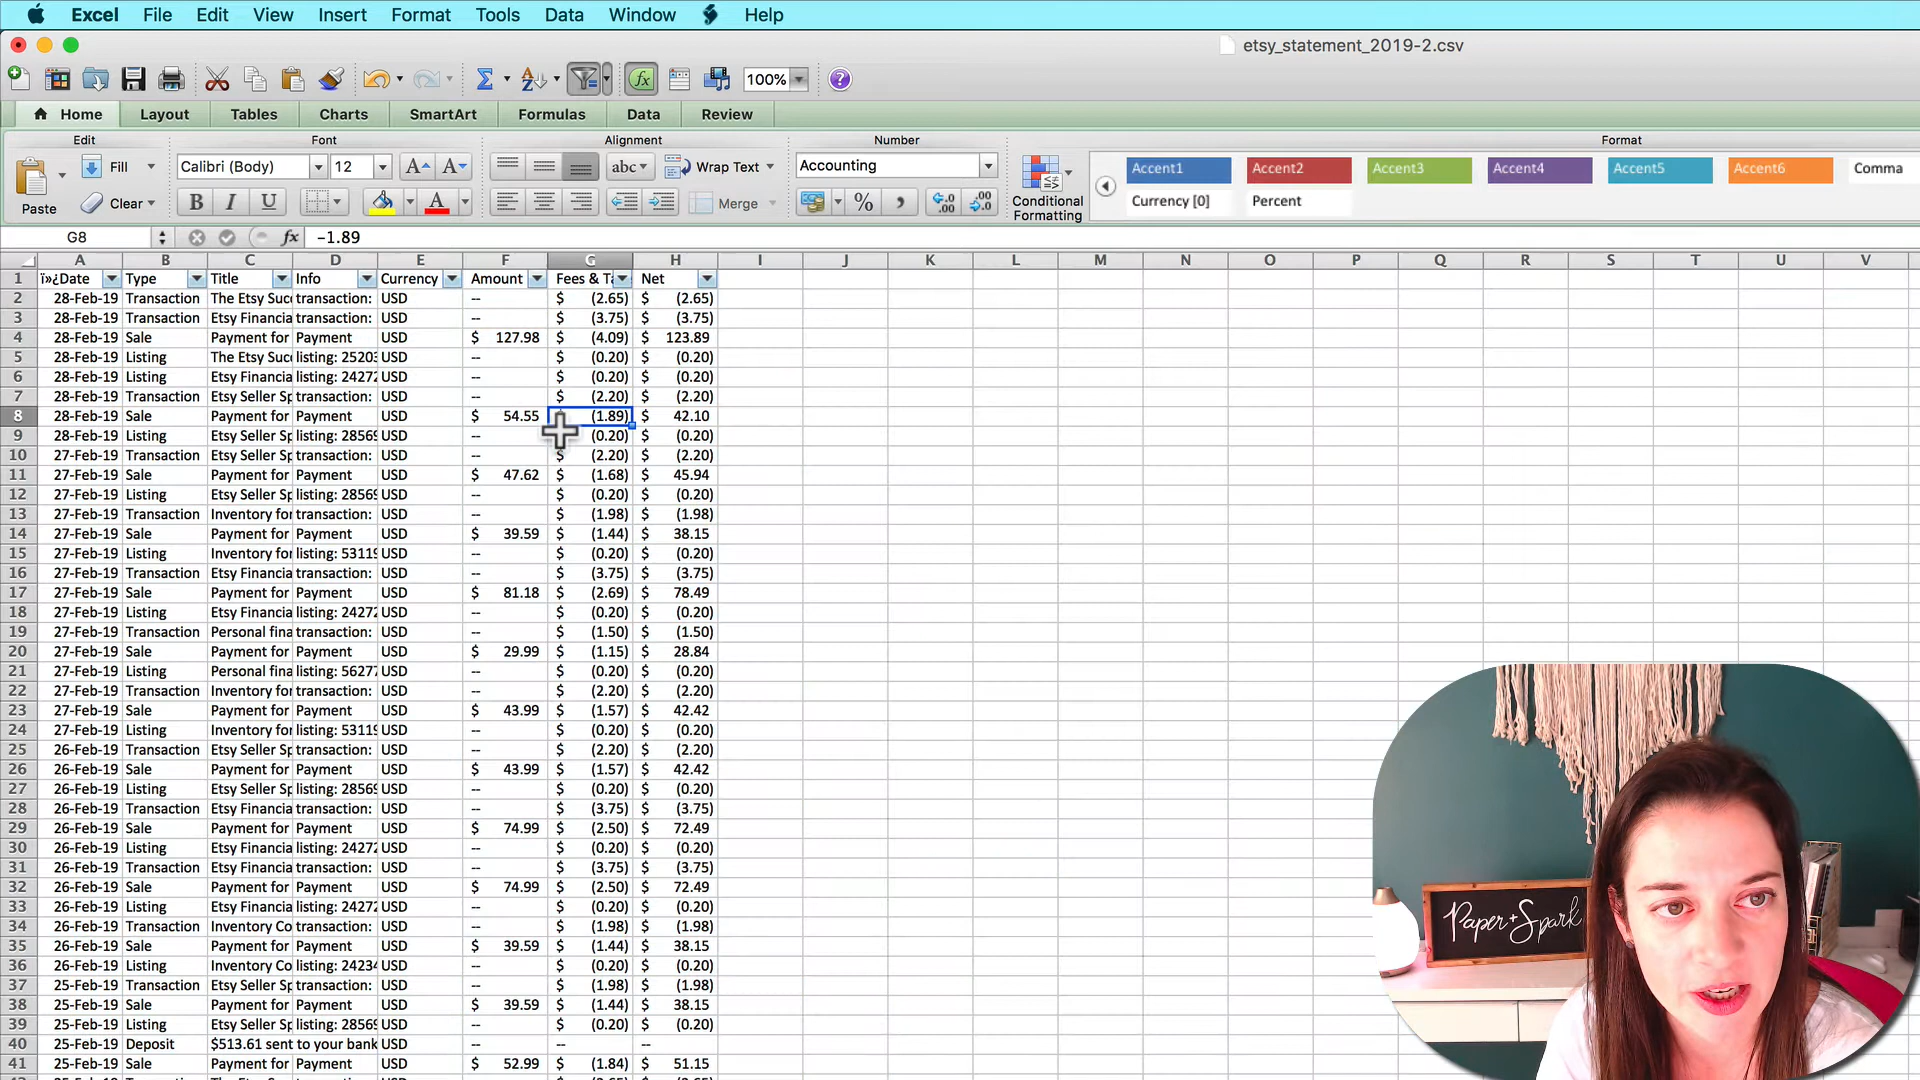 Excel File Edit View Insert Format Tools Data Window Help
etsy_statement_2019-2.csv
100%
Home Layout Tables Charts SmartArt Formulas Data Review
Edit Font Alignment Number Format
Fill Calibri (Body) 12 abc Wrap Text Accounting Accent1 Accent2 Accent3 Accent4 Accent5 Accent6 Comma
Paste Clear B I U A Merge % Conditional Formatting Currency [0] Percent
G8 fx -1.89
A B C D E F G H I J K L M N O P Q R S T U V
1 ï»¿Date Type Title Info Currency Amount Fees & Ta Net
2 28-Feb-19 Transaction The Etsy Suc transaction: USD -- $ (2.65) $ (2.65)
3 28-Feb-19 Transaction Etsy Financia transaction: USD -- $ (3.75) $ (3.75)
4 28-Feb-19 Sale Payment for Payment USD $ 127.98 $ (4.09) $ 123.89
5 28-Feb-19 Listing The Etsy Suc listing: 25203 USD -- $ (0.20) $ (0.20)
6 28-Feb-19 Listing Etsy Financia listing: 24272 USD -- $ (0.20) $ (0.20)
7 28-Feb-19 Transaction Etsy Seller Sp transaction: USD -- $ (2.20) $ (2.20)
8 28-Feb-19 Sale Payment for Payment USD $ 54.55 (1.89) $ 42.10
9 28-Feb-19 Listing Etsy Seller Sp listing: 28569 USD -- (0.20) $ (0.20)
10 27-Feb-19 Transaction Etsy Seller Sp transaction: USD -- $ (2.20) $ (2.20)
11 27-Feb-19 Sale Payment for Payment USD $ 47.62 $ (1.68) $ 45.94
12 27-Feb-19 Listing Etsy Seller Sp listing: 28569 USD -- $ (0.20) $ (0.20)
13 27-Feb-19 Transaction Inventory for transaction: USD -- $ (1.98) $ (1.98)
14 27-Feb-19 Sale Payment for Payment USD $ 39.59 $ (1.44) $ 38.15
15 27-Feb-19 Listing Inventory for listing: 53119 USD -- $ (0.20) $ (0.20)
16 27-Feb-19 Transaction Etsy Financia transaction: USD -- $ (3.75) $ (3.75)
17 27-Feb-19 Sale Payment for Payment USD $ 81.18 $ (2.69) $ 78.49
18 27-Feb-19 Listing Etsy Financia listing: 24272 USD -- $ (0.20) $ (0.20)
19 27-Feb-19 Transaction Personal fina transaction: USD -- $ (1.50) $ (1.50)
20 27-Feb-19 Sale Payment for Payment USD $ 29.99 $ (1.15) $ 28.84
21 27-Feb-19 Listing Personal fina listing: 56277 USD -- $ (0.20) $ (0.20)
22 27-Feb-19 Transaction Inventory for transaction: USD -- $ (2.20) $ (2.20)
23 27-Feb-19 Sale Payment for Payment USD $ 43.99 $ (1.57) $ 42.42
24 27-Feb-19 Listing Inventory for listing: 53119 USD -- $ (0.20) $ (0.20)
25 26-Feb-19 Transaction Etsy Seller Sp transaction: USD -- $ (2.20) $ (2.20)
26 26-Feb-19 Sale Payment for Payment USD $ 43.99 $ (1.57) $ 42.42
27 26-Feb-19 Listing Etsy Seller Sp listing: 28569 USD -- $ (0.20) $ (0.20)
28 26-Feb-19 Transaction Etsy Financia transaction: USD -- $ (3.75) $ (3.75)
29 26-Feb-19 Sale Payment for Payment USD $ 74.99 $ (2.50) $ 72.49
30 26-Feb-19 Listing Etsy Financia listing: 24272 USD -- $ (0.20) $ (0.20)
31 26-Feb-19 Transaction Etsy Financia transaction: USD -- $ (3.75) $ (3.75)
32 26-Feb-19 Sale Payment for Payment USD $ 74.99 $ (2.50) $ 72.49
33 26-Feb-19 Listing Etsy Financia listing: 24272 USD -- $ (0.20) $ (0.20)
34 26-Feb-19 Transaction Inventory Co transaction: USD -- $ (1.98) $ (1.98)
35 26-Feb-19 Sale Payment for Payment USD $ 39.59 $ (1.44) $ 38.15
36 26-Feb-19 Listing Inventory Co listing: 24234 USD -- $ (0.20) $ (0.20)
37 25-Feb-19 Transaction Etsy Seller Sp transaction: USD -- $ (1.98) $ (1.98)
38 25-Feb-19 Sale Payment for Payment USD $ 39.59 $ (1.44) $ 38.15
39 25-Feb-19 Listing Etsy Seller Sp listing: 28569 USD -- $ (0.20) $ (0.20)
40 25-Feb-19 Deposit $513.61 sent to your bank USD -- -- --
41 25-Feb-19 Sale Payment for Payment USD $ 52.99 $ (1.84) $ 51.15
Paper + Spark